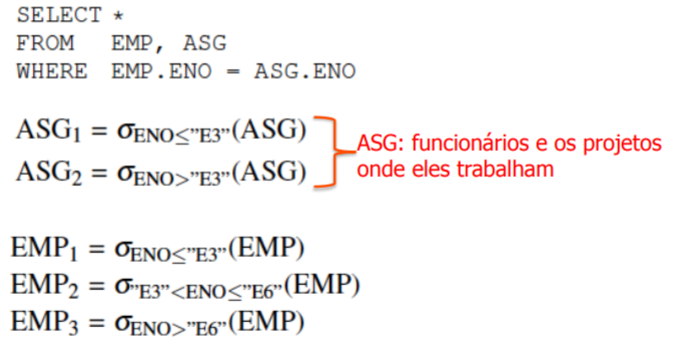 SELECT *
FROM EMP, ASG
WHERE EMP.ENO = ASG.ENO
ASG₁ = σENO≤"E3"(ASG)
ASG₂ = σENO>"E3"(ASG)
ASG: funcionários e os projetos
onde eles trabalham
EMP₁ = σENO≤"E3"(EMP)
EMP₂ = σ"E3"<ENO≤"E6"(EMP)
EMP₃ = σENO>"E6"(EMP)